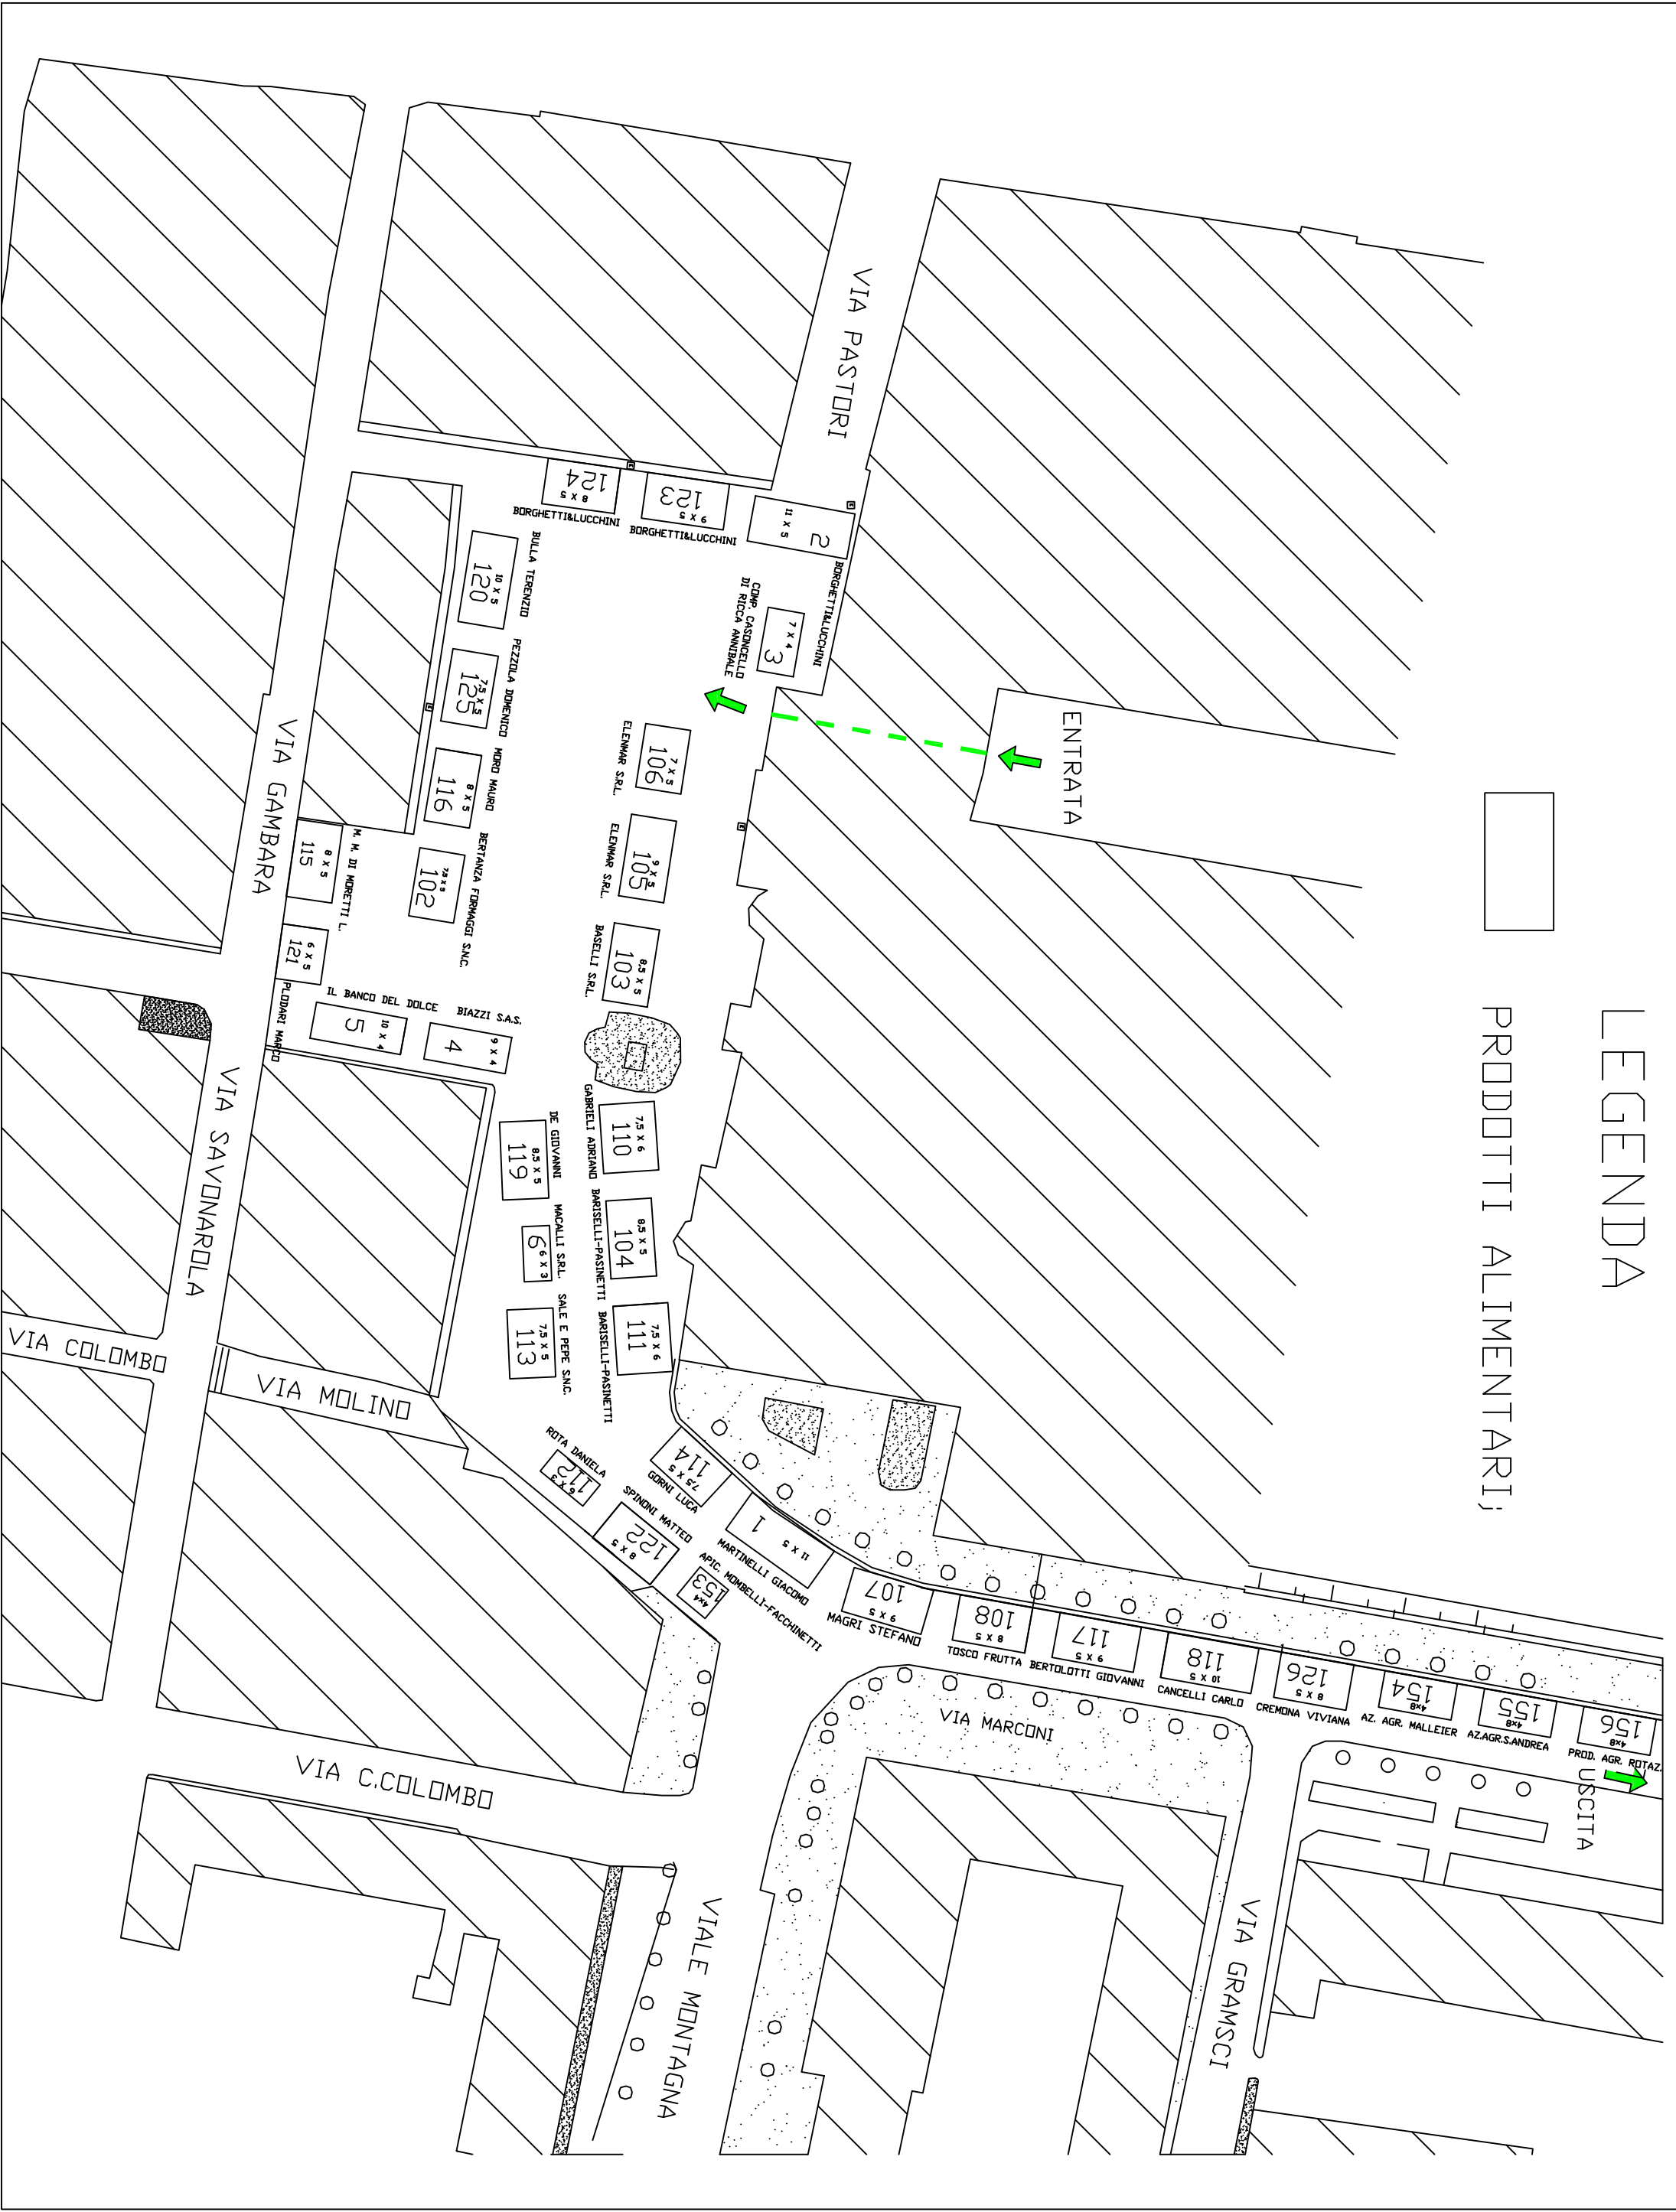 LEGENDA
PRODOTTI ALIMENTARI;
ENTRATA
VIA PASTORI
124
8 X 5
BORGHETTI&LUCCHINI
123
9 X 5
BORGHETTI&LUCCHINI
2
11 X 5
BORGHETTI&LUCCHINI
3
7 X 4
COMP. CASONCELLO
DI RICCA ANNIBALE
BULLA TERENZIO
10 X 5
120
PEZZOLA DOMENICO
7,5 X 5
125
MORO MAURO
8 X 5
116
BERTANZA FORMAGGI S.N.C.
7,5 X 5
102
7 X 5
106
ELENMAR S.R.L.
9 X 5
105
ELENMAR S.R.L.
8,5 X 5
103
BASELLI S.R.L.
VIA GAMBARA
M. M. DI MORETTI L.
8 X 5
115
6 X 5
121
PLODARI MARCO
IL BANCO DEL DOLCE
10 X 4
5
BIAZZI S.A.S.
9 X 4
4
VIA SAVONAROLA
7,5 X 6
110
GABRIELI ADRIANO
8,5 X 5
104
BARISELLI-PASINETTI
7,5 X 6
111
BARISELLI-PASINETTI
DE GIOVANNI
8,5 X 5
119
MACALLI S.R.L.
6 X 3
6
SALE E PEPE S.N.C.
7,5 X 5
113
VIA COLOMBO
VIA MOLINO
ROTA DANIELA
112
6 X 3
114
7,5 X 5
GORNI LUCA
SPINONI MATTEO
122
8 X 5
1
11 X 5
MARTINELLI GIACOMO
APIC. MOMBELLI-FACCHINETTI
153
4x4
107
9 X 5
MAGRI STEFANO
108
8 X 5
TOSCO FRUTTA
117
9 X 5
BERTOLOTTI GIOVANNI
118
10 X 5
CANCELLI CARLO
126
8 X 5
CREMONA VIVIANA
154
4x8
AZ. AGR. MALLEIER
155
4x8
AZ.AGR.S.ANDREA
156
4x8
PROD. AGR. ROTAZ.
USCITA
VIA MARCONI
VIA C.COLOMBO
VIALE MONTAGNA
VIA GRAMSCI